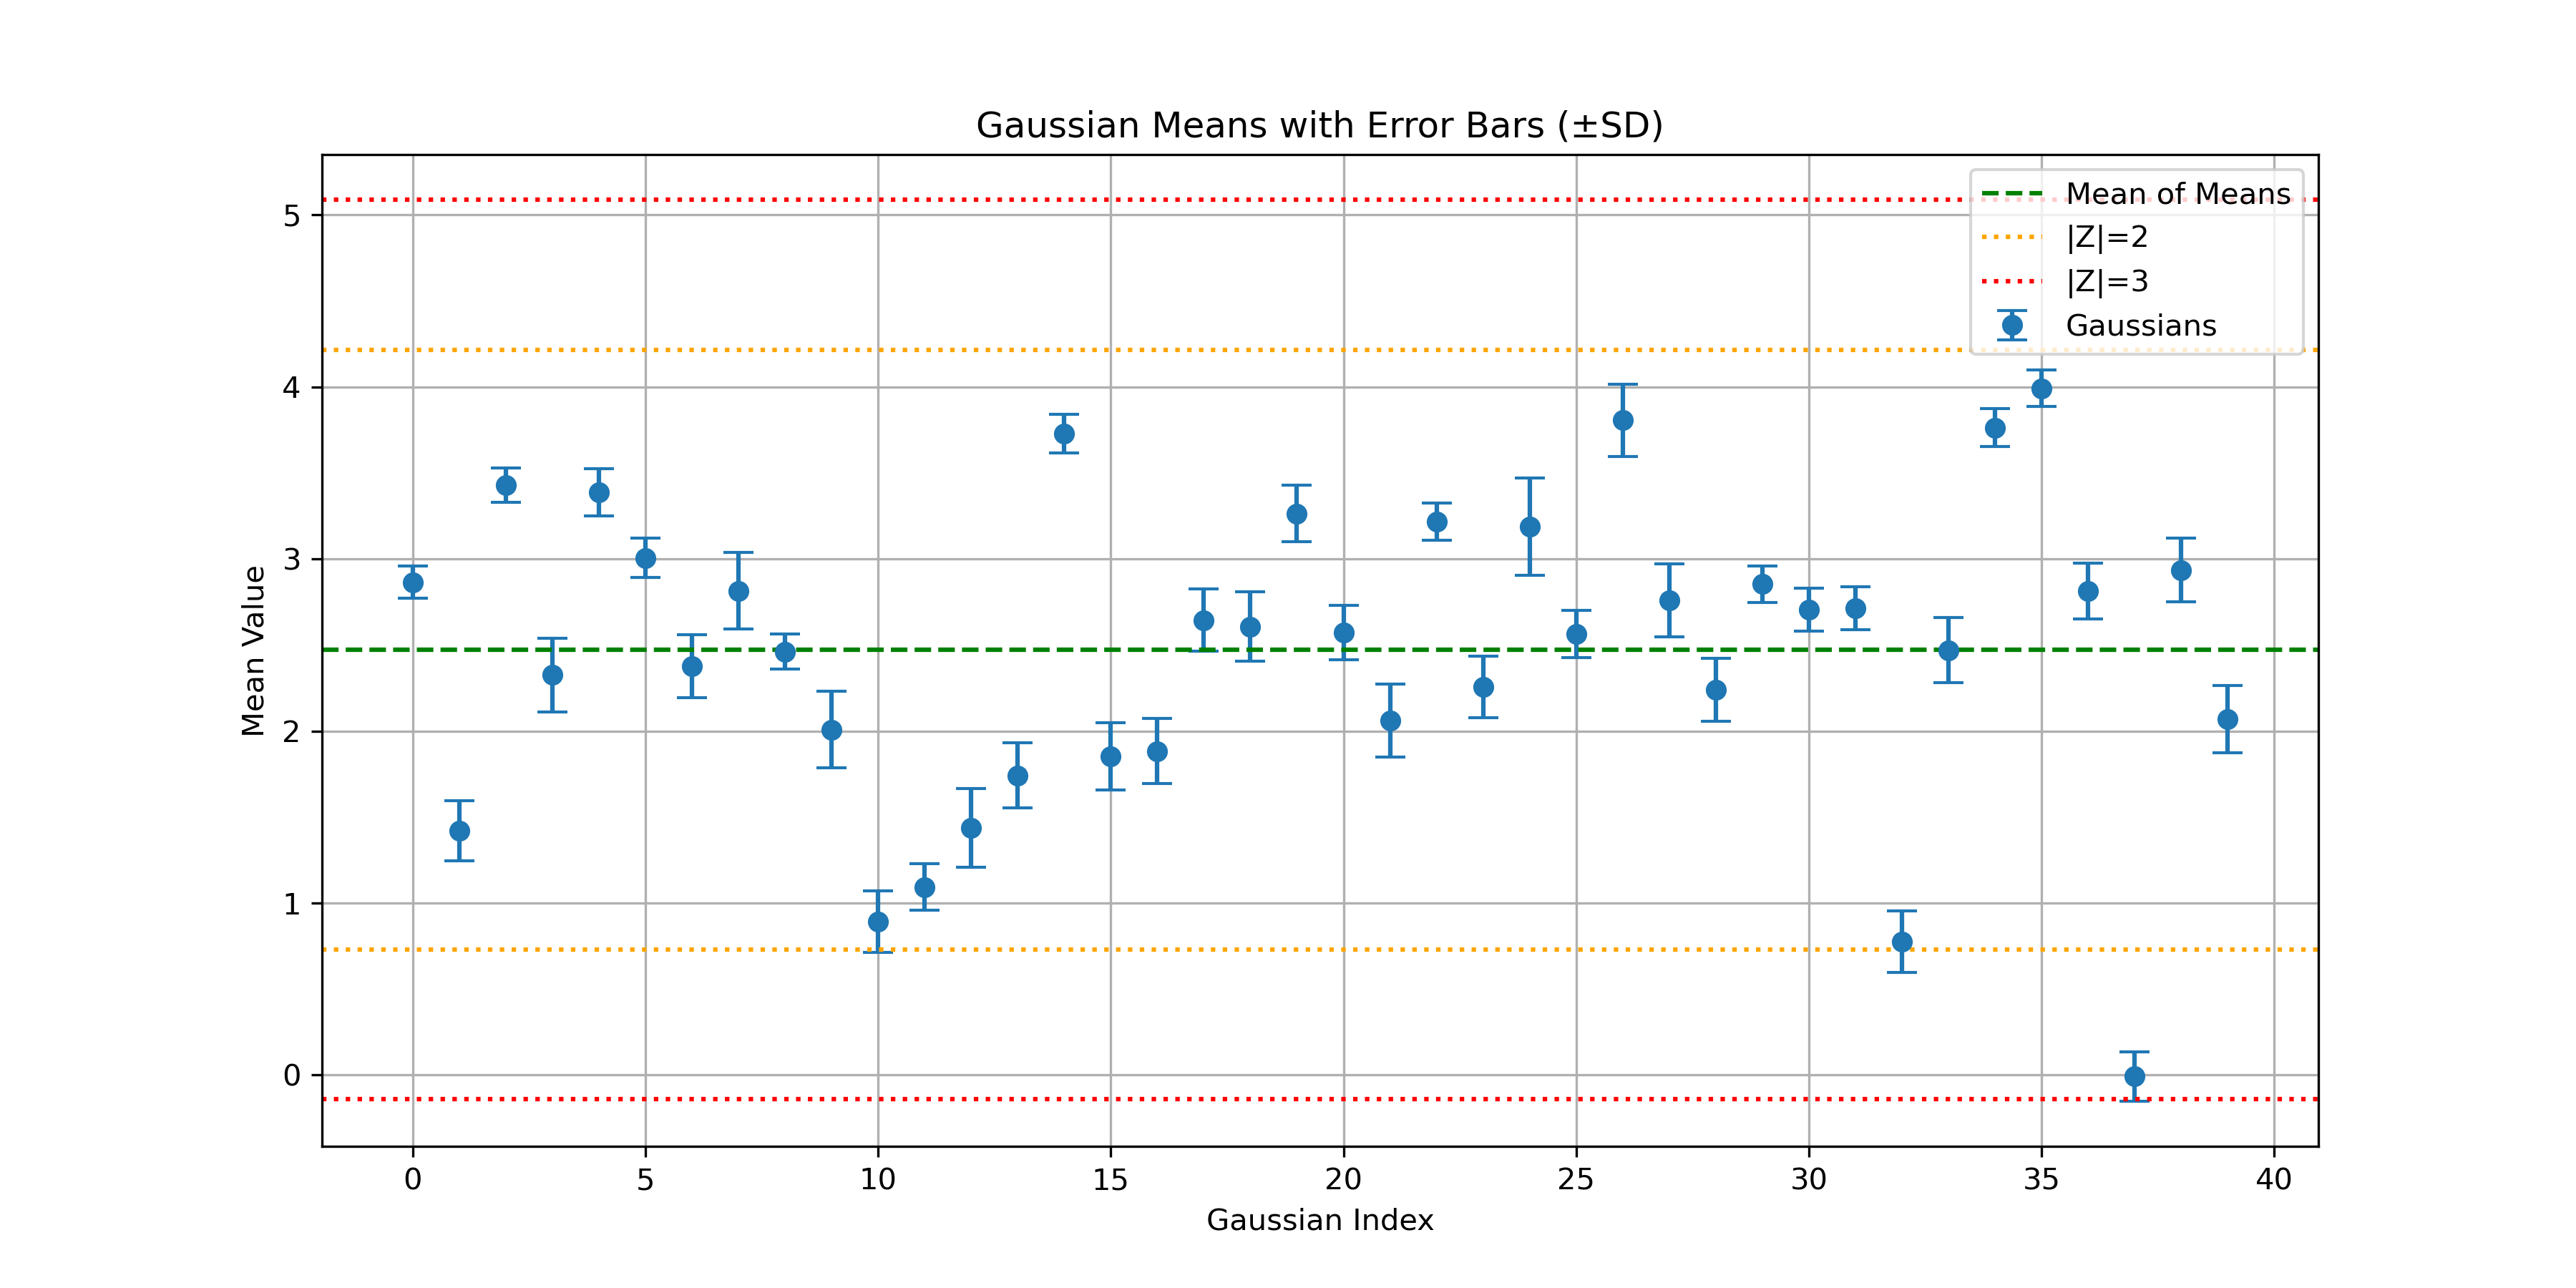 Gaussian Means with Error Bars (±SD)
Mean of Means
|Z|=2
|Z|=3
Gaussians
Mean Value
5
4
3
2
1
0
0 5 10 15 20 25 30 35 40
Gaussian Index